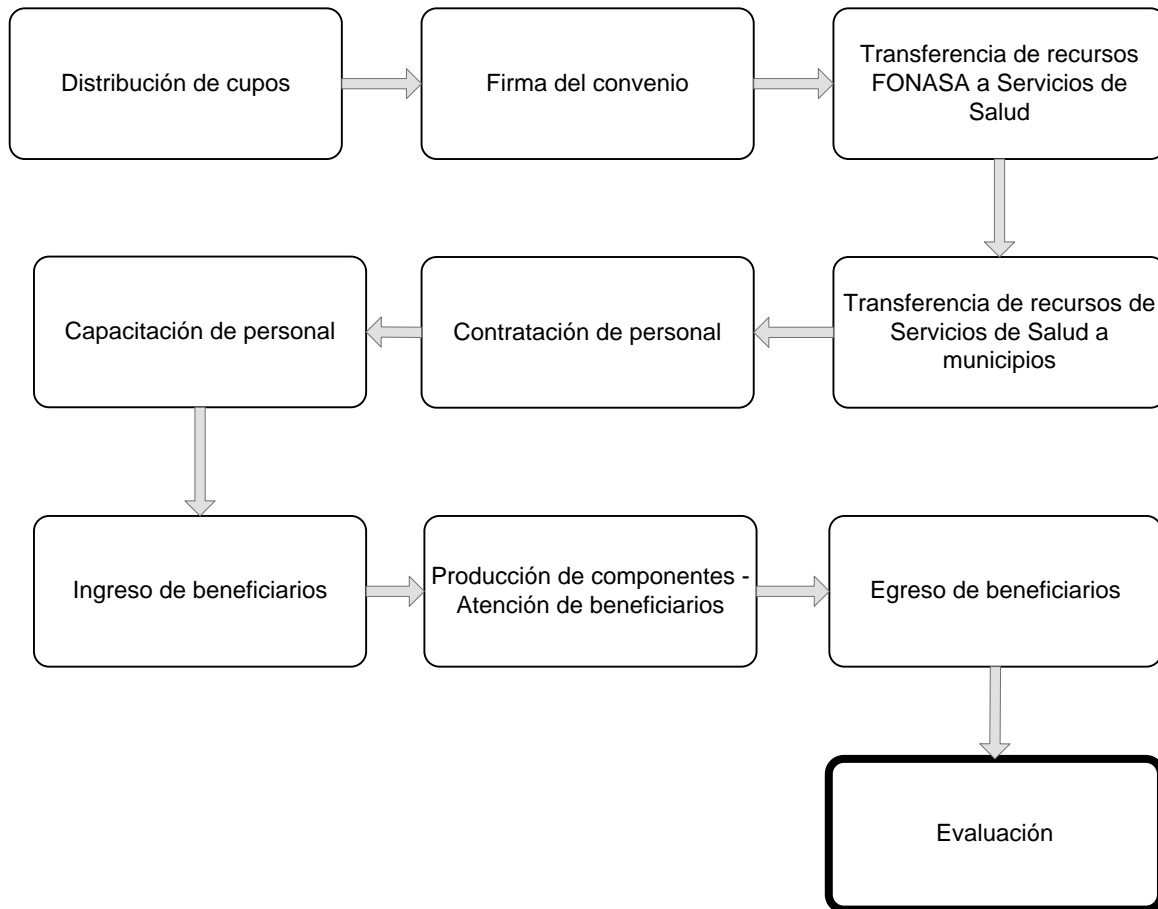 Distribución de cupos
Firma del convenio
Transferencia de recursos
FONASA a Servicios de
Salud
Transferencia de recursos de
Servicios de Salud a
municipios
Contratación de personal
Capacitación de personal
Ingreso de beneficiarios
Producción de componentes -
Atención de beneficiarios
Egreso de beneficiarios
Evaluación